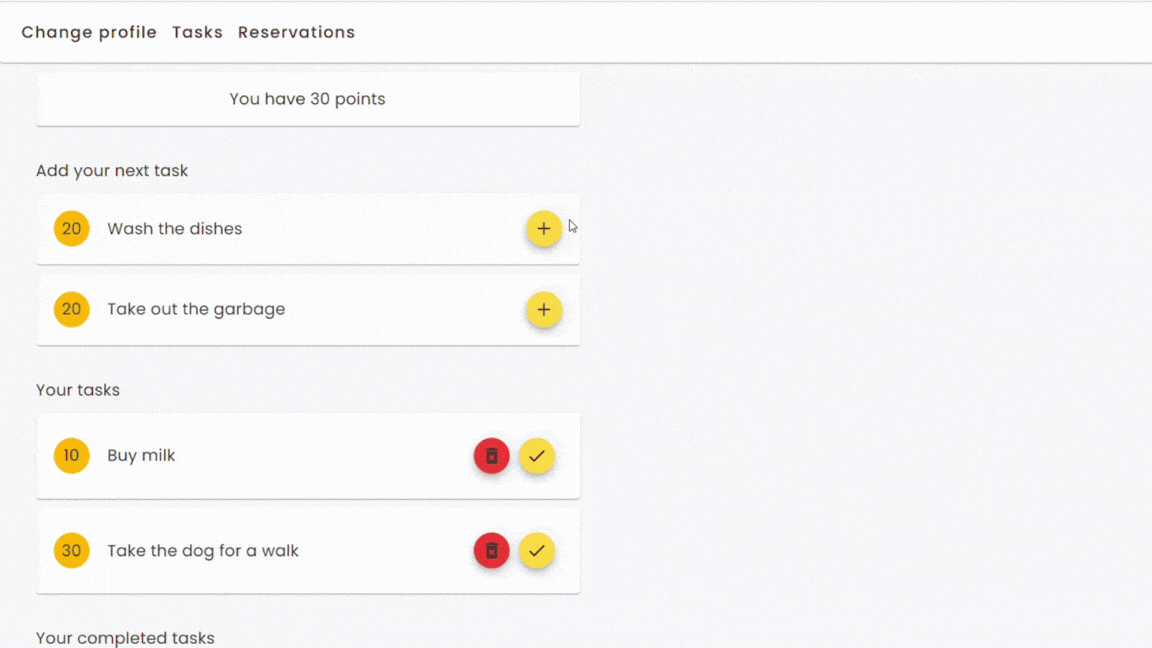 Change profile Tasks Reservations
You have 30 points
Add your next task
20 Wash the dishes +
20 Take out the garbage +
Your tasks
10 Buy milk
30 Take the dog for a walk
Your completed tasks